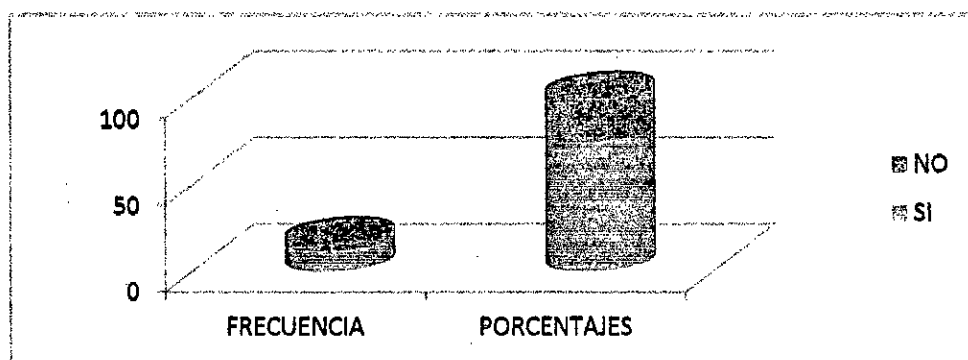 100
50
0
FRECUENCIA
PORCENTAJES
NO
SI